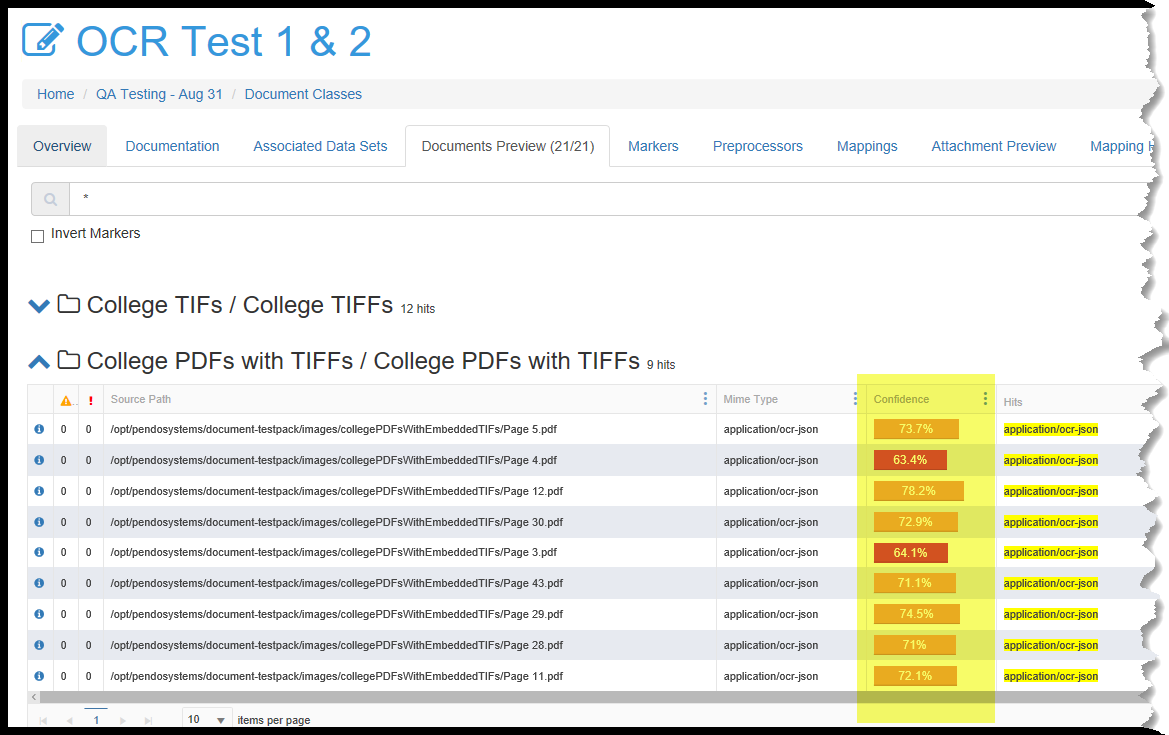 OCR Test 1 & 2
Home / QA Testing - Aug 31 / Document Classes
Overview Documentation Associated Data Sets Documents Preview (21/21) Markers Preprocessors Mappings Attachment Preview Mapping
*
Invert Markers
College TIFs / College TIFFs 12 hits
College PDFs with TIFFs / College PDFs with TIFFs 9 hits
Source Path Mime Type Confidence Hits
0 0 /opt/pendosystems/document-testpack/images/collegePDFsWithEmbeddedTIFs/Page 5.pdf application/ocr-json 73.7% application/ocr-json
0 0 /opt/pendosystems/document-testpack/images/collegePDFsWithEmbeddedTIFs/Page 4.pdf application/ocr-json 63.4% application/ocr-json
0 0 /opt/pendosystems/document-testpack/images/collegePDFsWithEmbeddedTIFs/Page 12.pdf application/ocr-json 78.2% application/ocr-json
0 0 /opt/pendosystems/document-testpack/images/collegePDFsWithEmbeddedTIFs/Page 30.pdf application/ocr-json 72.9% application/ocr-json
0 0 /opt/pendosystems/document-testpack/images/collegePDFsWithEmbeddedTIFs/Page 3.pdf application/ocr-json 64.1% application/ocr-json
0 0 /opt/pendosystems/document-testpack/images/collegePDFsWithEmbeddedTIFs/Page 43.pdf application/ocr-json 71.1% application/ocr-json
0 0 /opt/pendosystems/document-testpack/images/collegePDFsWithEmbeddedTIFs/Page 29.pdf application/ocr-json 74.5% application/ocr-json
0 0 /opt/pendosystems/document-testpack/images/collegePDFsWithEmbeddedTIFs/Page 28.pdf application/ocr-json 71% application/ocr-json
0 0 /opt/pendosystems/document-testpack/images/collegePDFsWithEmbeddedTIFs/Page 11.pdf application/ocr-json 72.1% application/ocr-json
1 10 items per page